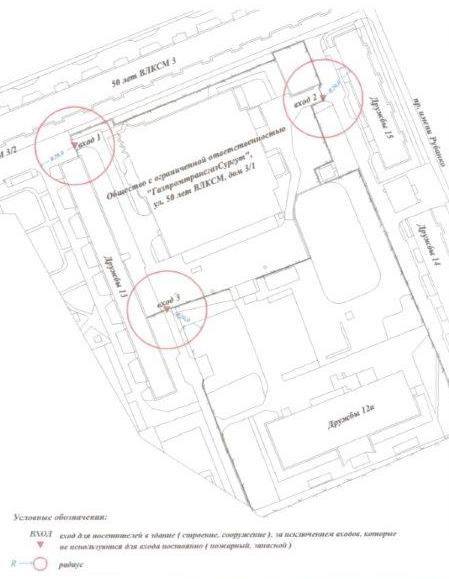 50 лет ВЛКСМ 3
3/2
вход 1
вход 2
Дружбы 15
пр. имени Рубанко
Общество с ограниченной ответственностью
"ГазпромтрансгазСургут",
ул. 50 лет ВЛКСМ, дом 3/1
Дружбы 13
Дружбы 14
вход 3
Дружбы 12а
Условные обозначения:
ВХОД вход для посетителей в здание ( строение, сооружение ), за исключением входов, которые
не используются для входа постоянно ( пожарный, запасной )
R радиус